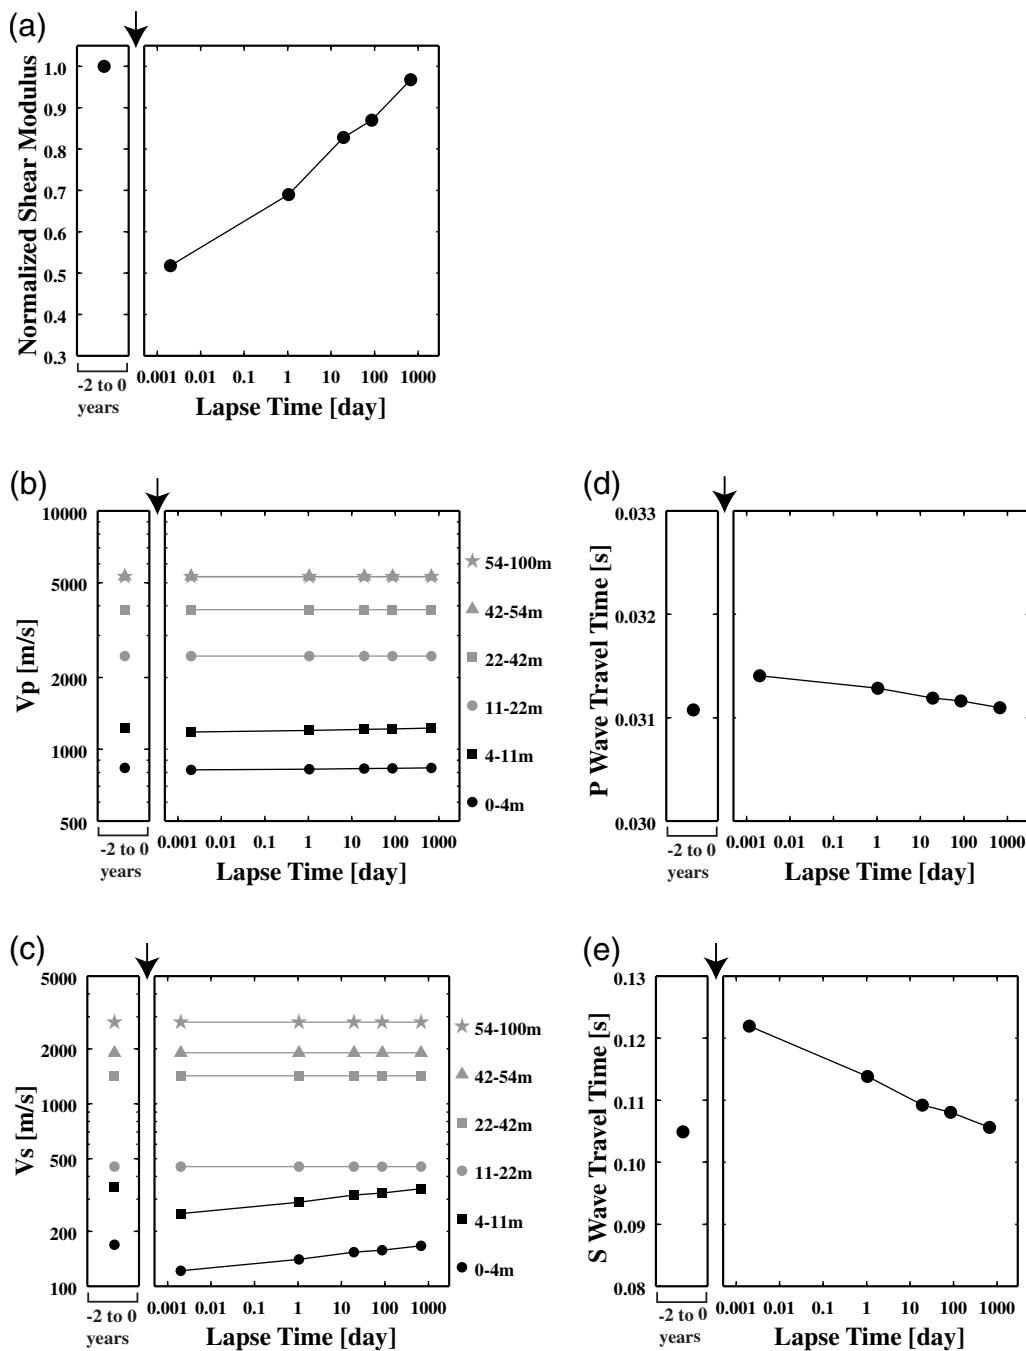 (a)
Normalized Shear Modulus
1.0
0.9
0.8
0.7
0.6
0.5
0.4
0.3
-2 to 0
years
0.001 0.01 0.1 1 10 100 1000
Lapse Time [day]
(b)
Vp [m/s]
10000
5000
2000
1000
500
-2 to 0
years
0.001 0.01 0.1 1 10 100 1000
Lapse Time [day]
54-100m
42-54m
22-42m
11-22m
4-11m
0-4m
(d)
P Wave Travel Time [s]
0.033
0.032
0.031
0.030
-2 to 0
years
0.001 0.01 0.1 1 10 100 1000
Lapse Time [day]
(c)
Vs [m/s]
5000
2000
1000
500
200
100
-2 to 0
years
0.001 0.01 0.1 1 10 100 1000
Lapse Time [day]
54-100m
42-54m
22-42m
11-22m
4-11m
0-4m
(e)
S Wave Travel Time [s]
0.13
0.12
0.11
0.10
0.09
0.08
-2 to 0
years
0.001 0.01 0.1 1 10 100 1000
Lapse Time [day]